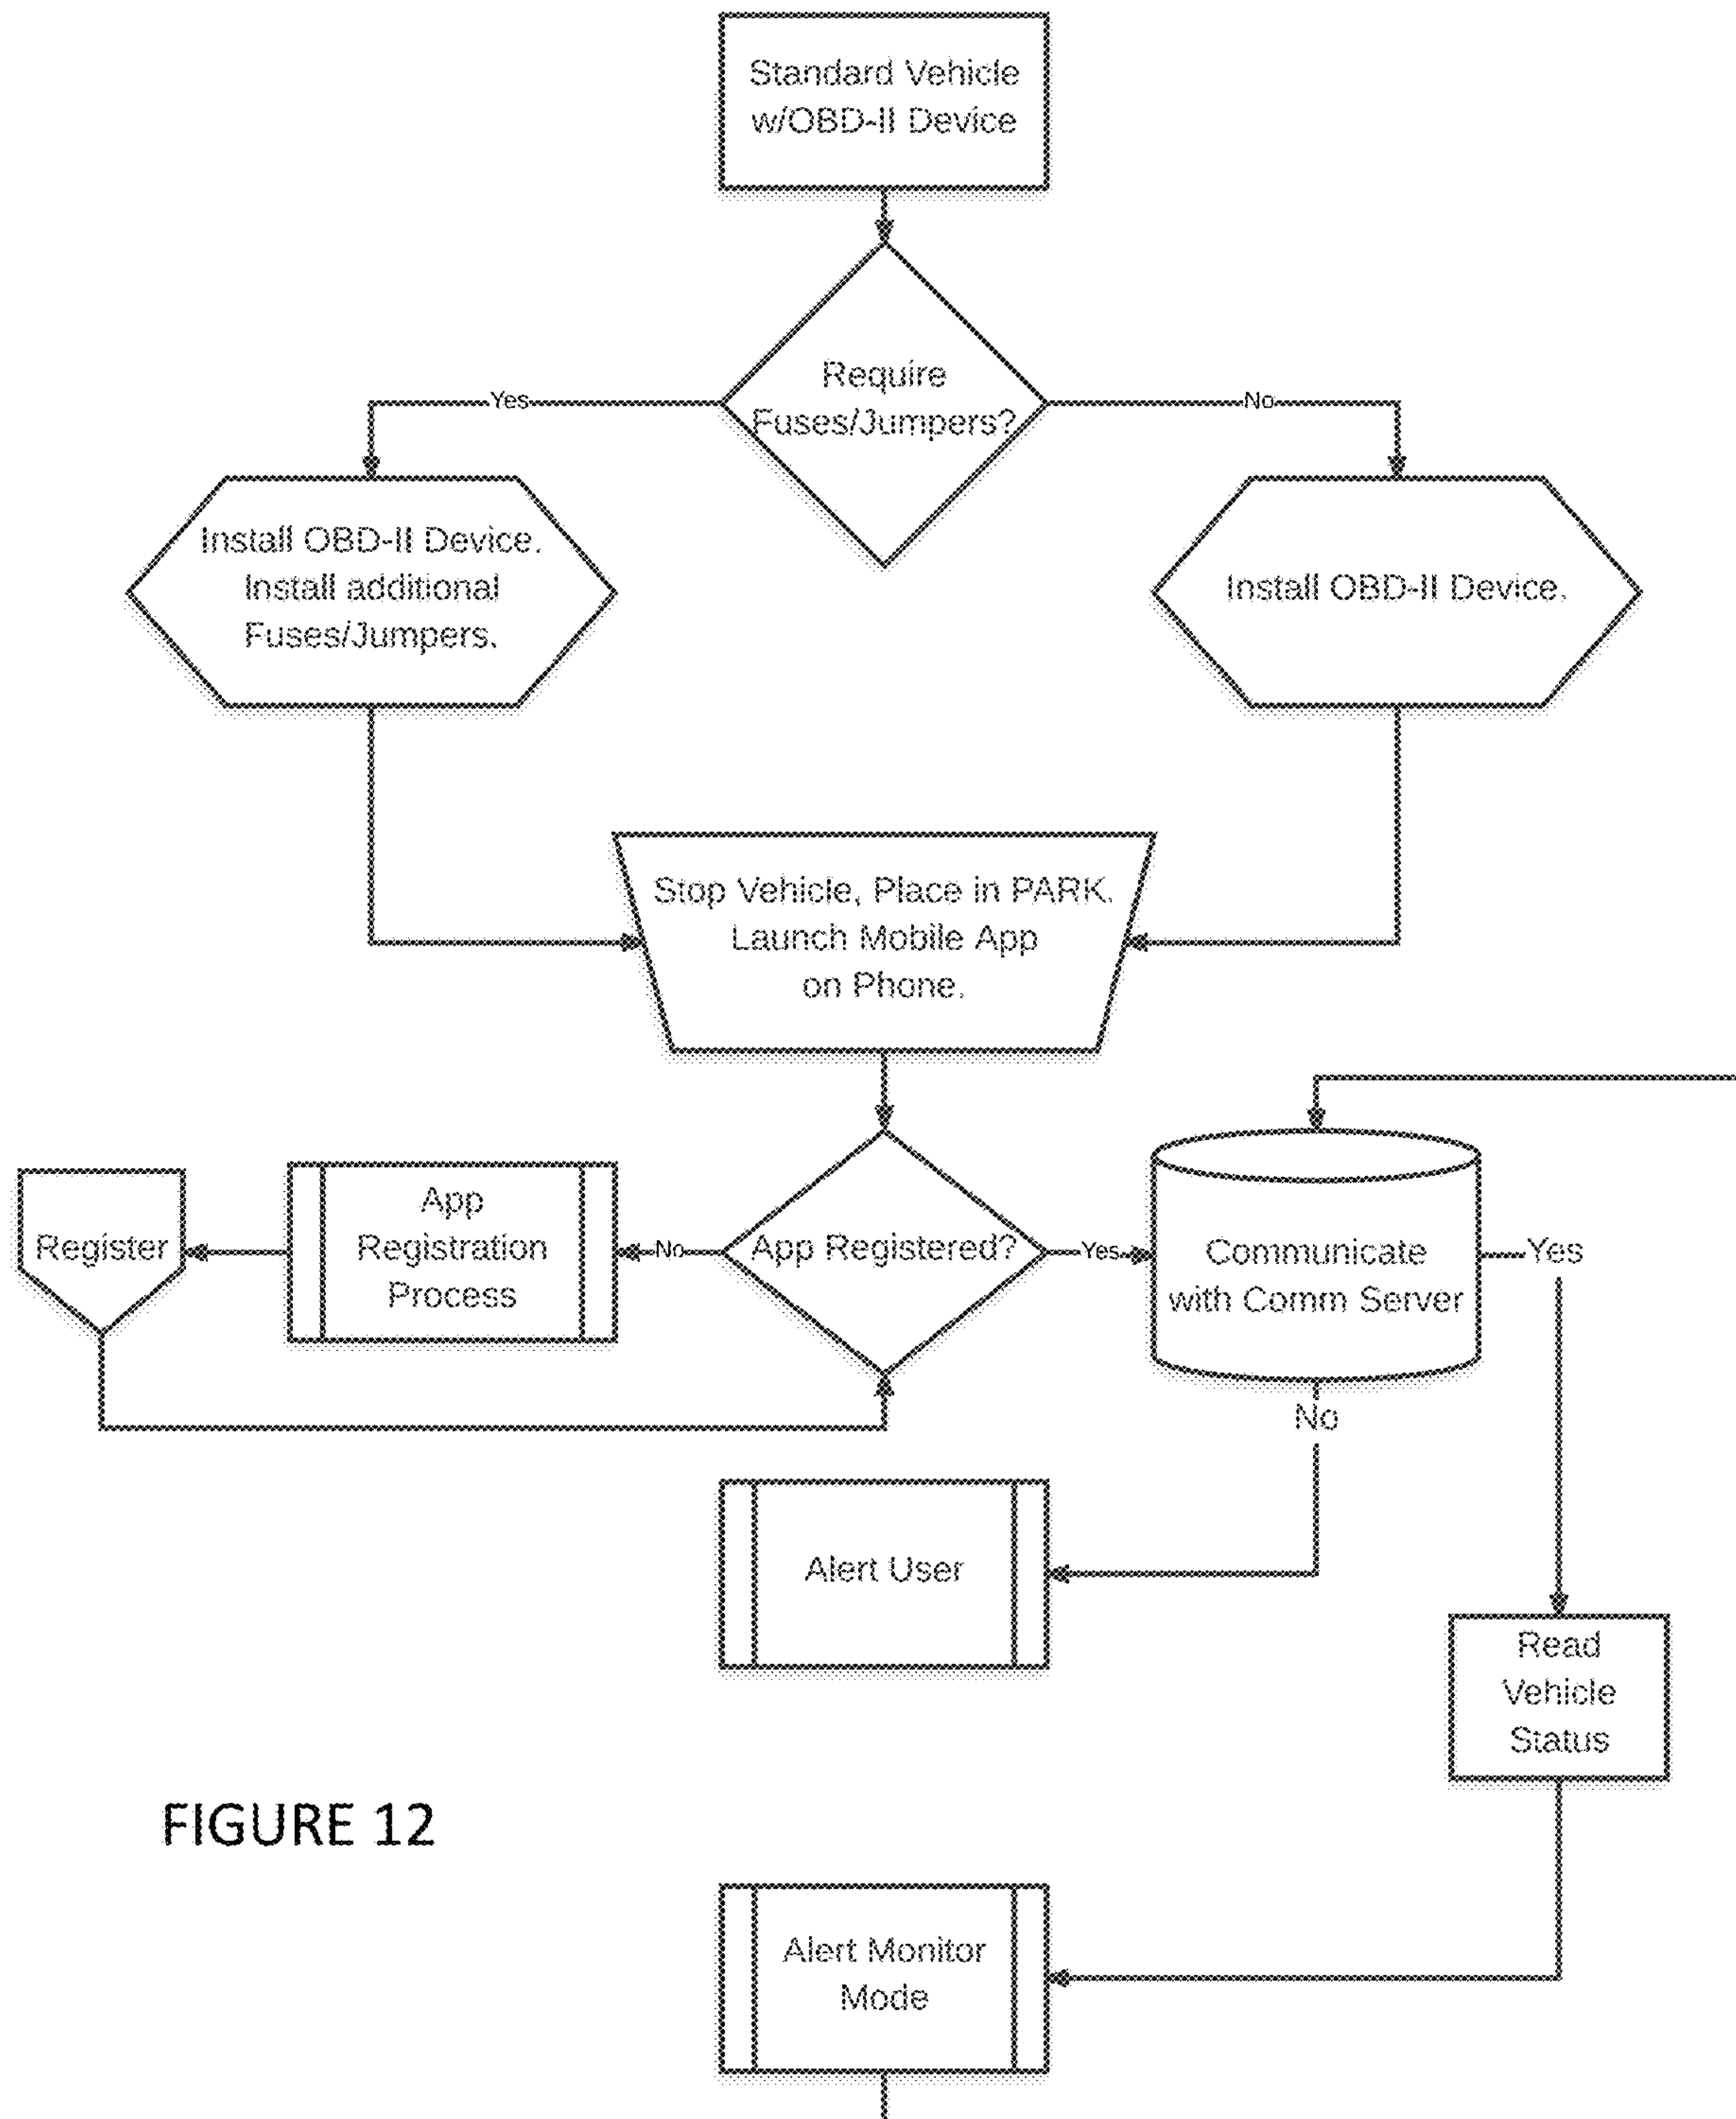 Standard Vehicle
w/OBD-II Device
Require
Fuses/Jumpers?
Yes
No
Install OBD-II Device.
Install additional
Fuses/Jumpers.
Install OBD-II Device.
Stop Vehicle, Place in PARK.
Launch Mobile App
on Phone.
Register
App
Registration
Process
No
App Registered?
Yes
Communicate
with Comm Server
Yes
No
Alert User
Read
Vehicle
Status
FIGURE 12
Alert Monitor
Mode